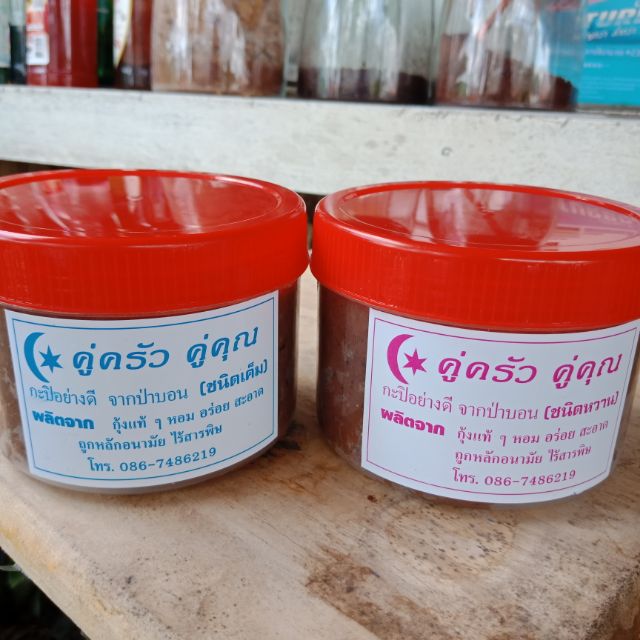 คู่ครัว คู่คุณ
กะปิอย่างดี จากป่าบอน (ชนิดเค็ม)
ผลิตจาก กุ้งแท้ ๆ หอม อร่อย สะอาด
ถูกหลักอนามัย ไร้สารพิษ
โทร. 086-7486219
คู่ครัว คู่คุณ
กะปิอย่างดี จากป่าบอน (ชนิดหวาน)
ผลิตจาก กุ้งแท้ ๆ หอม อร่อย สะอาด
ถูกหลักอนามัย ไร้สารพิษ
โทร. 086-7486219